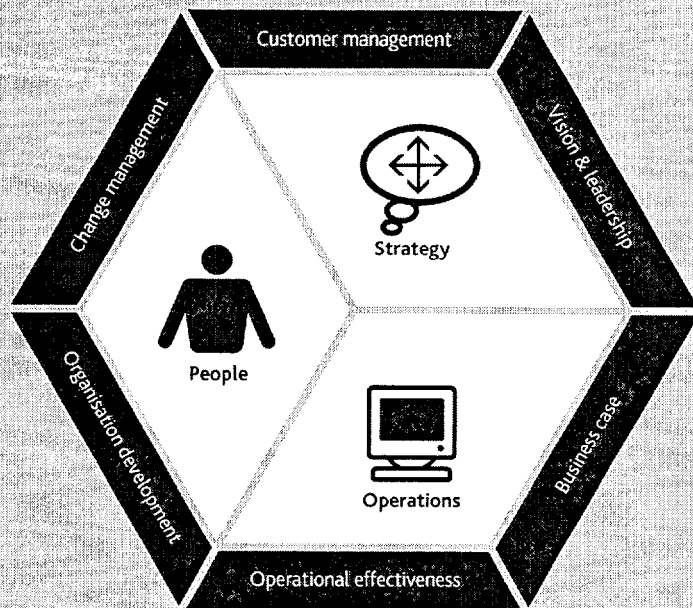 Customer management
Vision & leadership
Change management
Strategy
People
Organisation development
Business case
Operations
Operational effectiveness